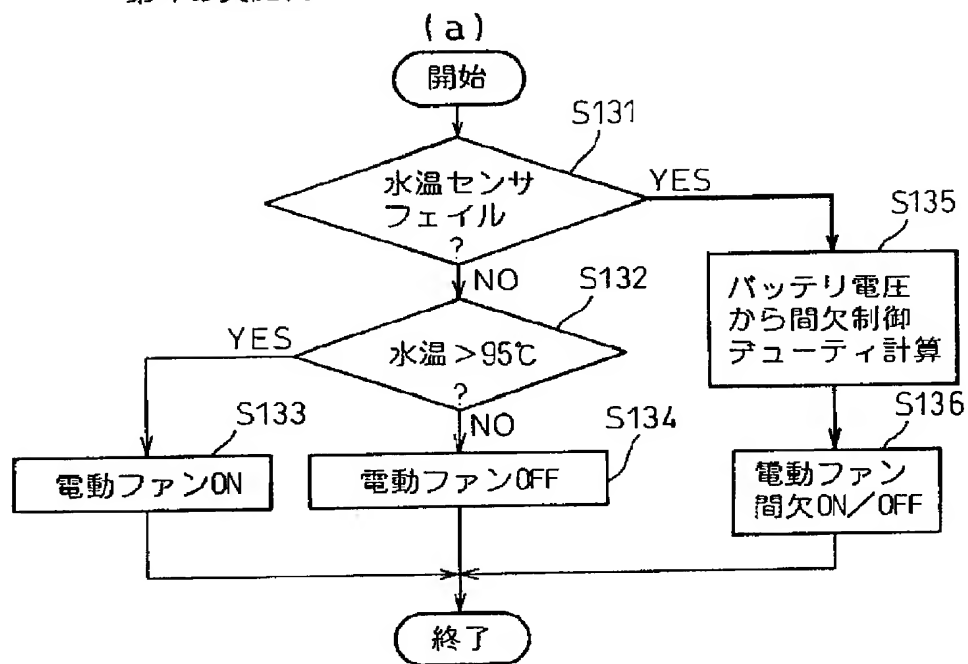 (a)
開始
S131
水温センサ
フェイル
?
YES
NO
S135
バッテリ電圧
から間欠制御
デューティ計算
S132
水温>95℃
?
YES
NO
S133
電動ファンON
S134
電動ファンOFF
S136
電動ファン
間欠ON/OFF
終了